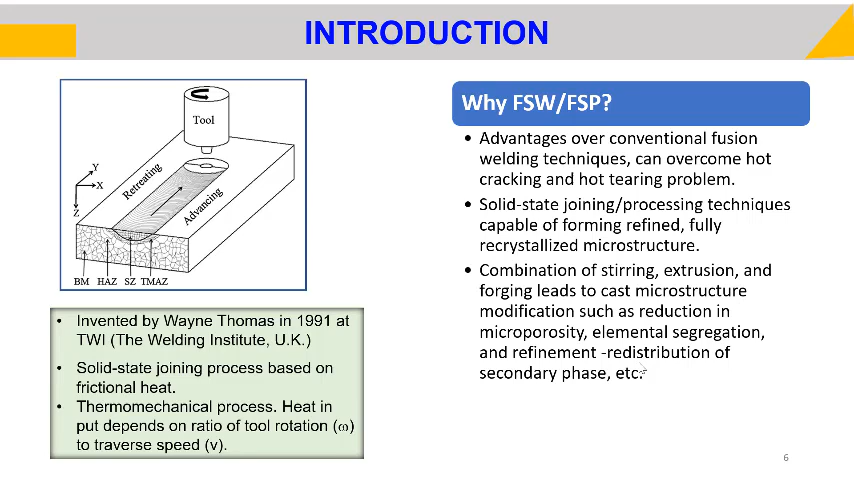 INTRODUCTION
Tool
Retreating
Advancing
Y
X
Z
BM HAZ SZ TMAZ
• Invented by Wayne Thomas in 1991 at
TWI (The Welding Institute, U.K.)
• Solid-state joining process based on
frictional heat.
• Thermomechanical process. Heat in
put depends on ratio of tool rotation (ω)
to traverse speed (v).
Why FSW/FSP?
• Advantages over conventional fusion
welding techniques, can overcome hot
cracking and hot tearing problem.
• Solid-state joining/processing techniques
capable of forming refined, fully
recrystallized microstructure.
• Combination of stirring, extrusion, and
forging leads to cast microstructure
modification such as reduction in
microporosity, elemental segregation,
and refinement -redistribution of
secondary phase, etc.
6